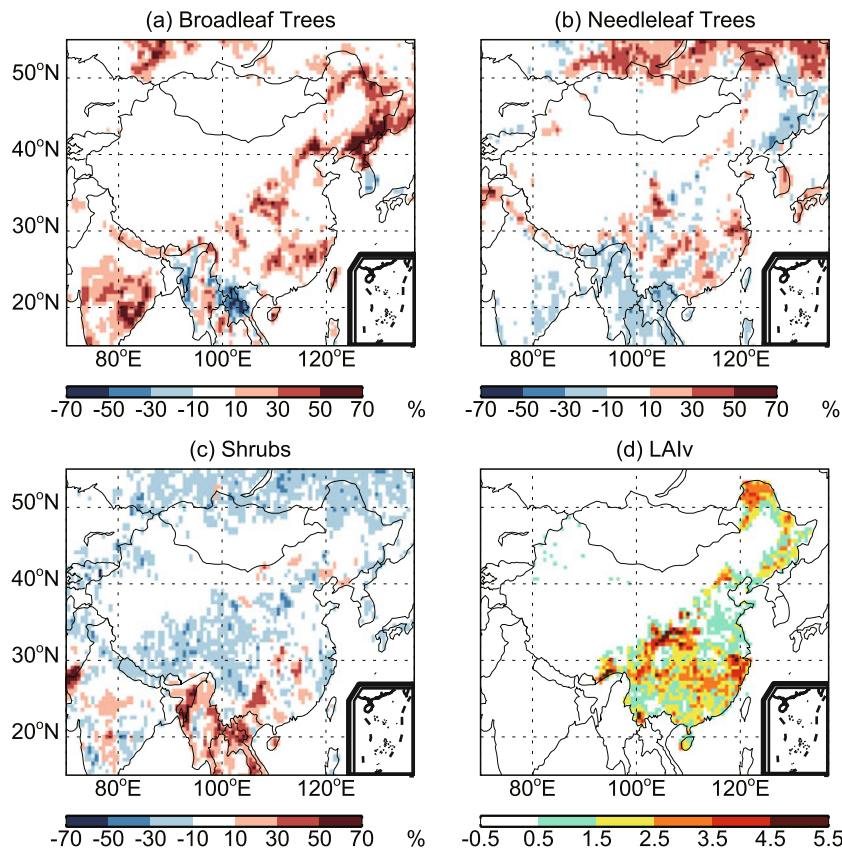 (a) Broadleaf Trees
(b) Needleleaf Trees
50°N
50°N
40°N
40°N
30°N
30°N
20°N
20°N
80°E 100°E 120°E
80°E 100°E 120°E
-70 -50 -30 -10 10 30 50 70 %
-70 -50 -30 -10 10 30 50 70 %
(c) Shrubs
(d) LAIv
50°N
50°N
40°N
40°N
30°N
30°N
20°N
20°N
80°E 100°E 120°E
80°E 100°E 120°E
-70 -50 -30 -10 10 30 50 70 %
-0.5 0.5 1.5 2.5 3.5 4.5 5.5